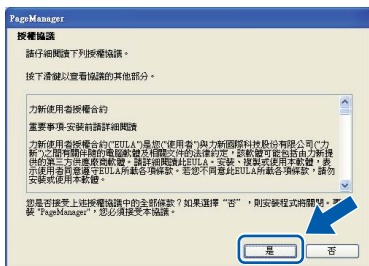 PageManager
授權協議
請仔細閱讀下列授權協議。
按下滑鍵以查看協議的其他部分。
力新使用者授權合約
重要事項-安裝前請詳細閱讀
力新使用者授權合約("EULA")是您(“使用者”)與力新國際科技股份有限公司(“力
新”)之間有關伴隨的電腦軟體及相關文件的法律約定，該軟體可能包括由力新提
供的第三方供應廠商軟體。請詳細閱讀此EULA。安裝、複製或使用本軟體，表
示使用者同意遵守EULA所載各項條款。若您不同意此EULA所載各項條款，請勿
安裝或使用本軟體。
您是否接受上述授權協議中的全部條款？如果選擇“否”，則安裝程式將關閉。
裝 "PageManager"，您必須接受本協議。
是
否